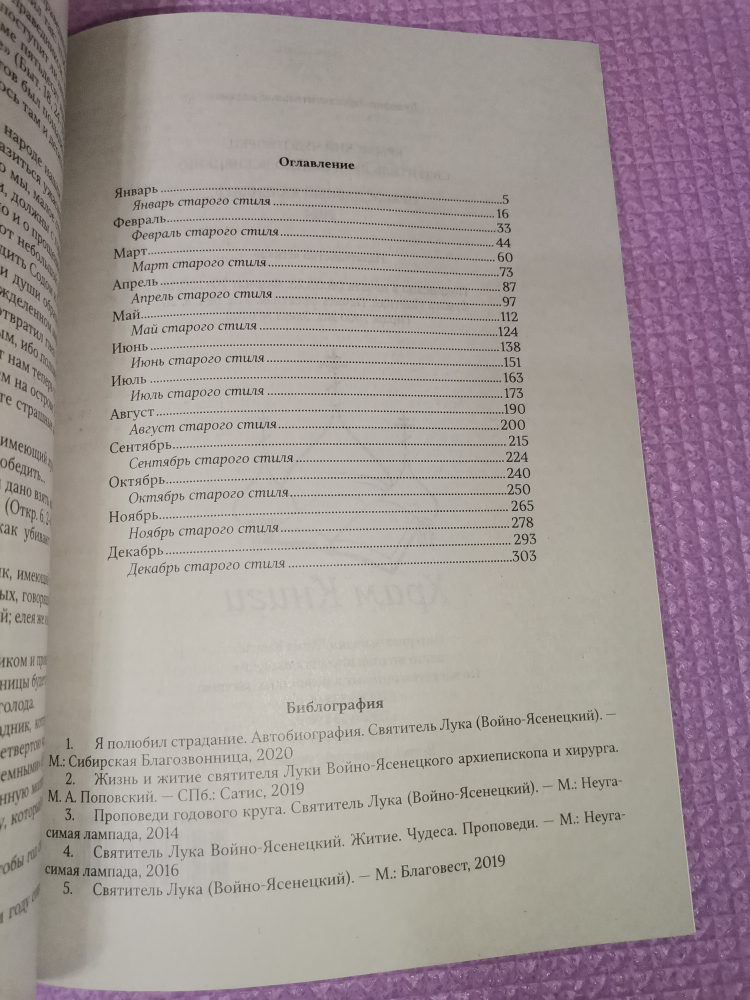 Оглавление
Январь 5
Январь старого стиля 16
Февраль 33
Февраль старого стиля 44
Март 60
Март старого стиля 73
Апрель 87
Апрель старого стиля 97
Май 112
Май старого стиля 124
Июнь 138
Июнь старого стиля 151
Июль 163
Июль старого стиля 173
Август 190
Август старого стиля 200
Сентябрь 215
Сентябрь старого стиля 224
Октябрь 240
Октябрь старого стиля 250
Ноябрь 265
Ноябрь старого стиля 278
Декабрь 293
Декабрь старого стиля 303
Библография
1. Я полюбил страдание. Автобиография. Святитель Лука (Войно-Ясенецкий). —
М.: Сибирская Благозвонница, 2020
2. Жизнь и житие святителя Луки Войно-Ясенецкого архиепископа и хирурга.
М. А. Поповский. — СПб.: Сатис, 2019
3. Проповеди годового круга. Святитель Лука (Войно-Ясенецкий). — М.: Неуга-
симая лампада, 2014
4. Святитель Лука Войно-Ясенецкий. Житие. Чудеса. Проповеди. — М.: Неуга-
симая лампада, 2016
5. Святитель Лука (Войно-Ясенецкий). — М.: Благовест, 2019